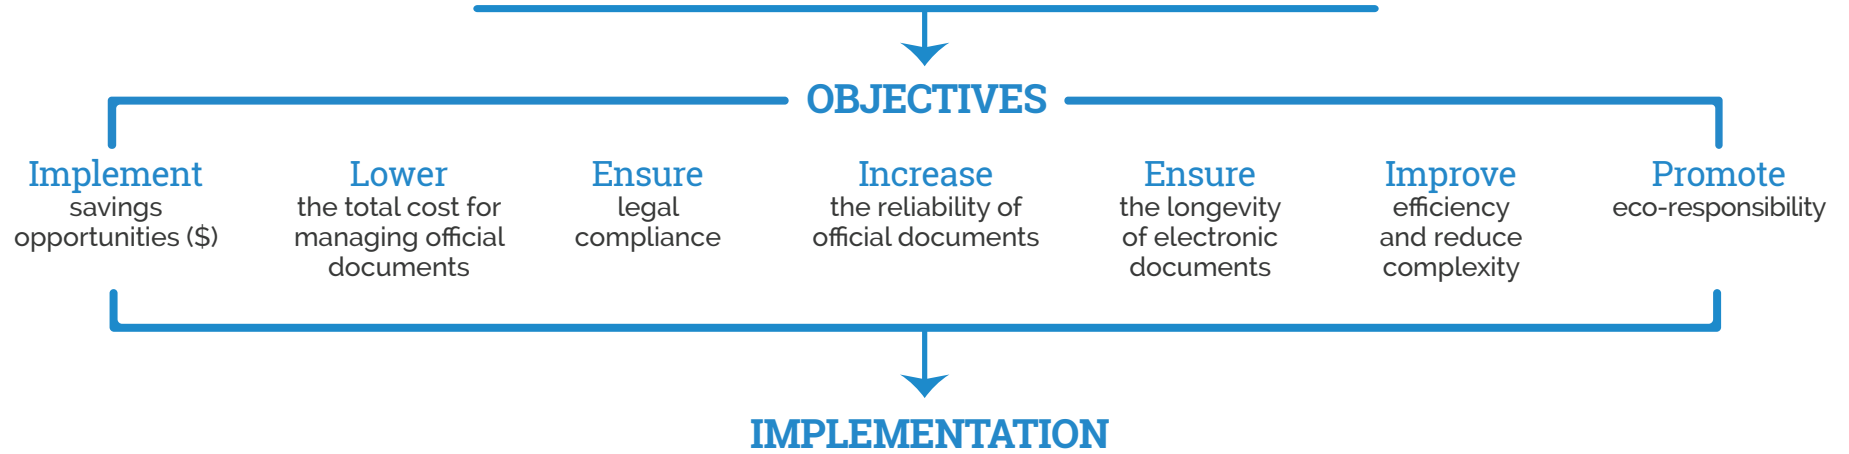 OBJECTIVES
Implement
savings
opportunities ($)
Lower
the total cost for
managing official
documents
Ensure
legal
compliance
Increase
the reliability of
official documents
Ensure
the longevity
of electronic
documents
Improve
efficiency
and reduce
complexity
Promote
eco-responsibility
IMPLEMENTATION